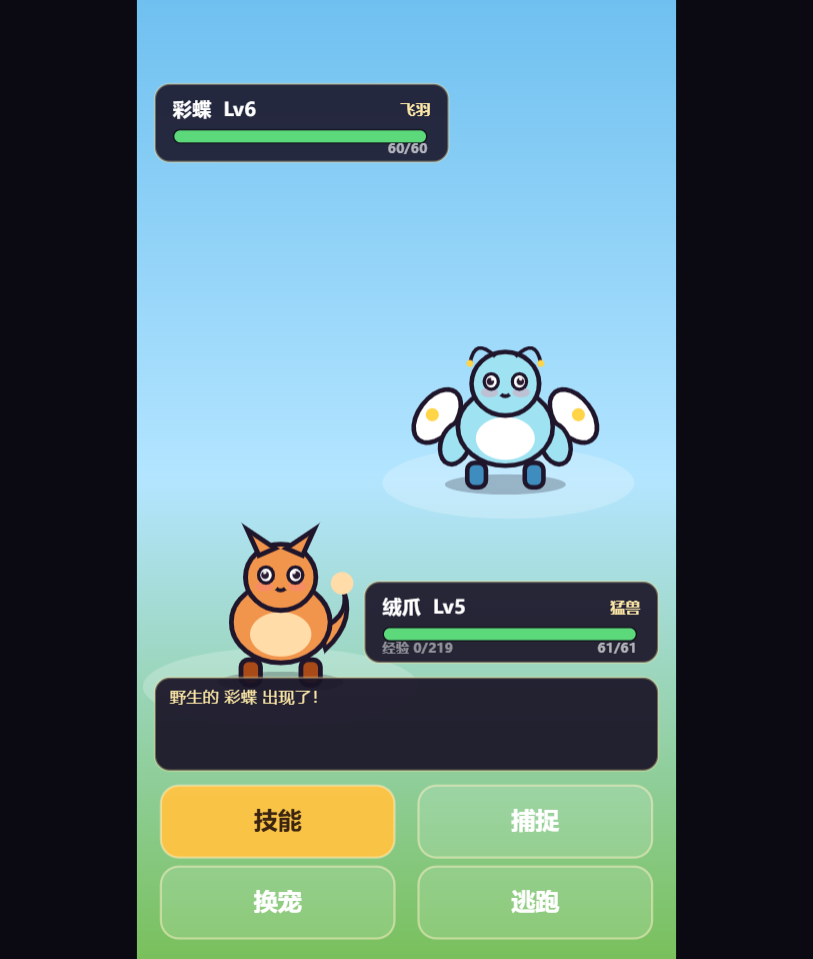 彩蝶 Lv6 飞羽
60/60
绒爪 Lv5 猛兽
经验 0/219 61/61
野生的 彩蝶 出现了！
技能 捕捉
换宠 逃跑